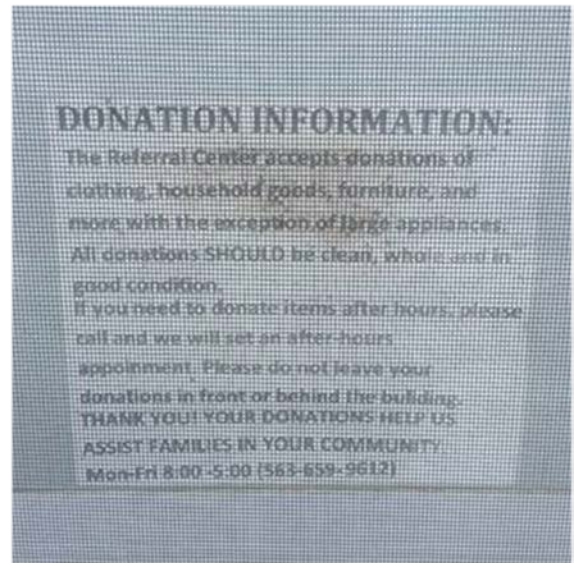 DONATION INFORMATION:
The Referral Center accepts donations of
clothing, household goods, furniture, and
more with the exception of large appliances.
All donations SHOULD be clean, whole and in
good condition.
If you need to donate items after hours, please
call and we will set an after-hours
appoinment. Please do not leave your
donations in front or behind the buliding.
THANK YOU! YOUR DONATIONS HELP US
ASSIST FAMILIES IN YOUR COMMUNITY.
Mon-Fri 8:00 -5:00 (563-659-9612)